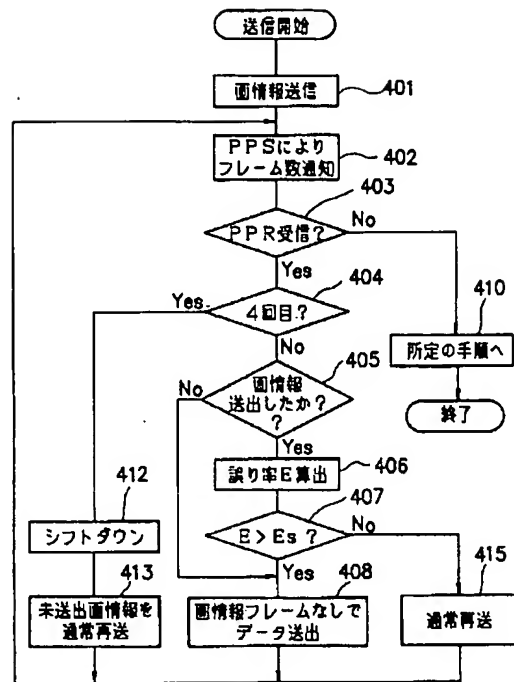 送信開始
画情報送信
401
PPSにより
フレーム数通知
402
403
PPR受信?
No
Yes
404
Yes
4回目?
No
405
410
所定の手順へ
No
画情報
送出したか?
?
終了
Yes
誤り率E算出
406
407
412
シフトダウン
E>Es?
No
Yes
413
408
415
未送出画情報を
通常再送
画情報フレームなしで
データ送出
通常再送